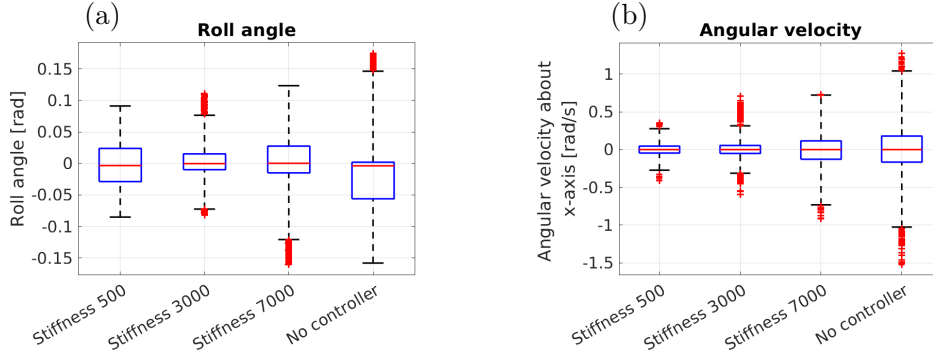 (a)
Roll angle
Roll angle [rad]
0.15
0.1
0.05
0
-0.05
-0.1
-0.15
Stiffness 500
Stiffness 3000
Stiffness 7000
No controller
(b)
Angular velocity
Angular velocity about
x-axis [rad/s]
1
0.5
0
-0.5
-1
-1.5
Stiffness 500
Stiffness 3000
Stiffness 7000
No controller